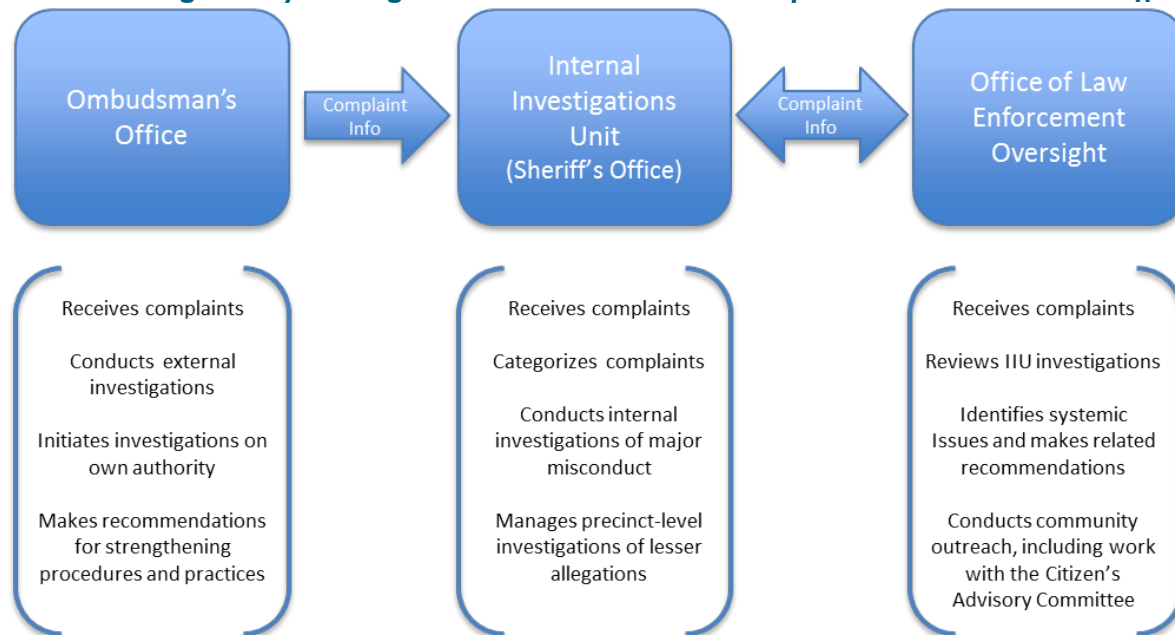 Ombudsman's
Office
Complaint
Info
Internal
Investigations
Unit
(Sheriff's Office)
Complaint
Info
Office of Law
Enforcement
Oversight
Receives complaints
Conducts external
investigations
Initiates investigations on
own authority
Makes recommendations
for strengthening
procedures and practices
Receives complaints
Categorizes complaints
Conducts internal
investigations of major
misconduct
Manages precinct-level
investigations of lesser
allegations
Receives complaints
Reviews IIU investigations
Identifies systemic
Issues and makes related
recommendations
Conducts community
outreach, including work
with the Citizen's
Advisory Committee